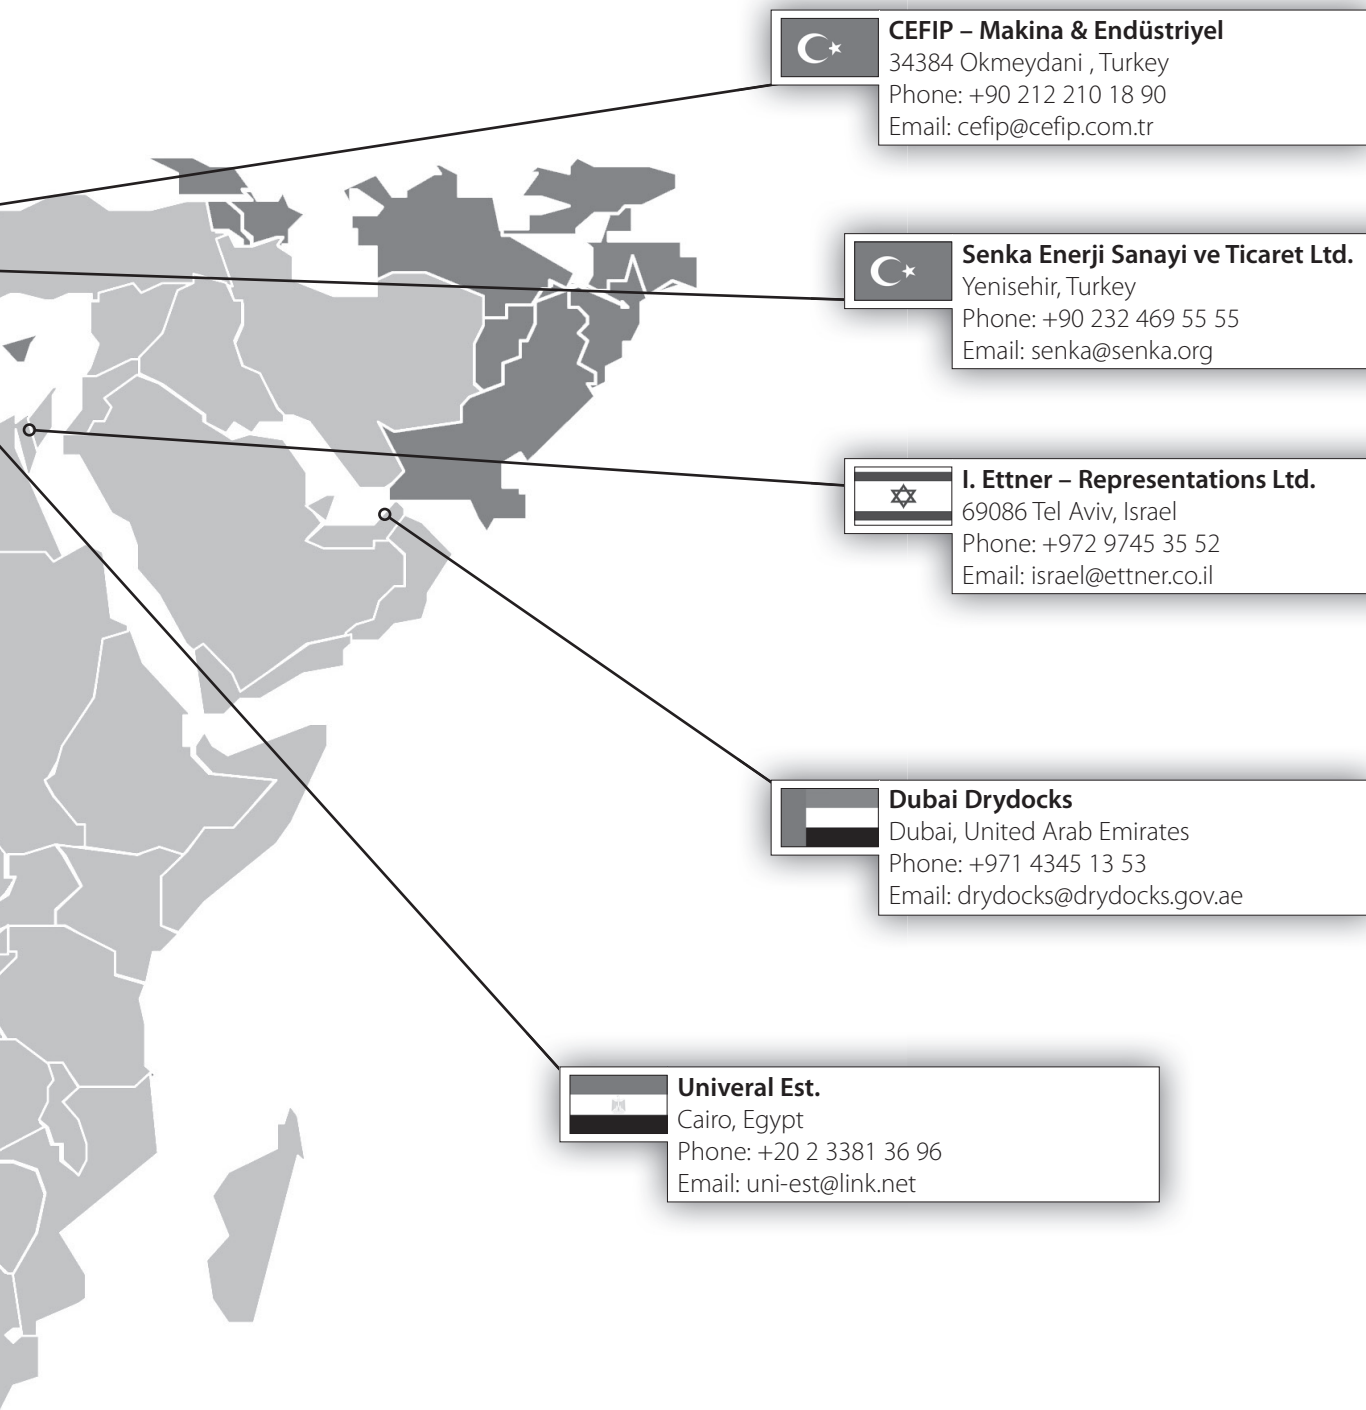 CEFIP – Makina & Endüstriyel
34384 Okmeydani , Turkey
Phone: +90 212 210 18 90
Email: cefip@cefip.com.tr
Senka Enerji Sanayi ve Ticaret Ltd.
Yenisehir, Turkey
Phone: +90 232 469 55 55
Email: senka@senka.org
I. Ettner – Representations Ltd.
69086 Tel Aviv, Israel
Phone: +972 9745 35 52
Email: israel@ettner.co.il
Dubai Drydocks
Dubai, United Arab Emirates
Phone: +971 4345 13 53
Email: drydocks@drydocks.gov.ae
Univeral Est.
Cairo, Egypt
Phone: +20 2 3381 36 96
Email: uni-est@link.net